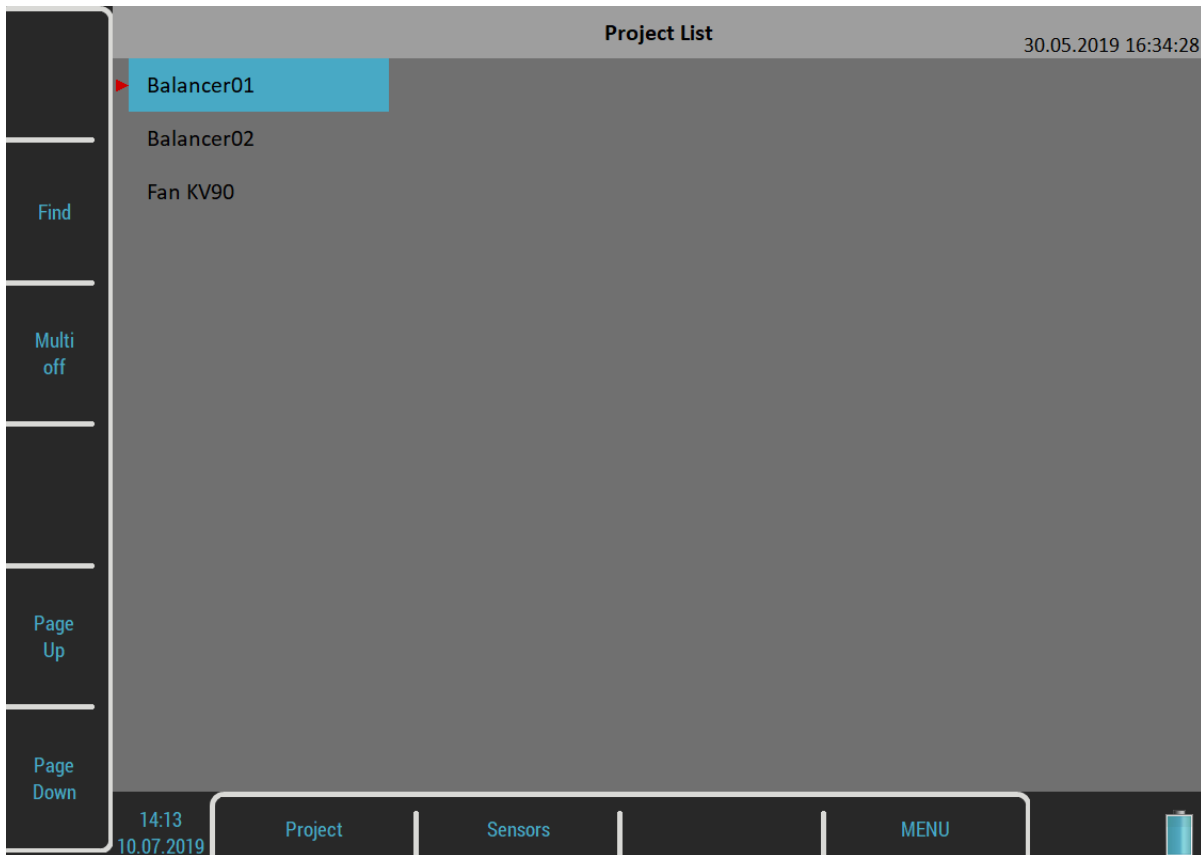 Project List
30.05.2019 16:34:28
Balancer01
Balancer02
Fan KV90
Find
Multi
off
Page
Up
Page
Down
14:13
10.07.2019
Project
Sensors
MENU